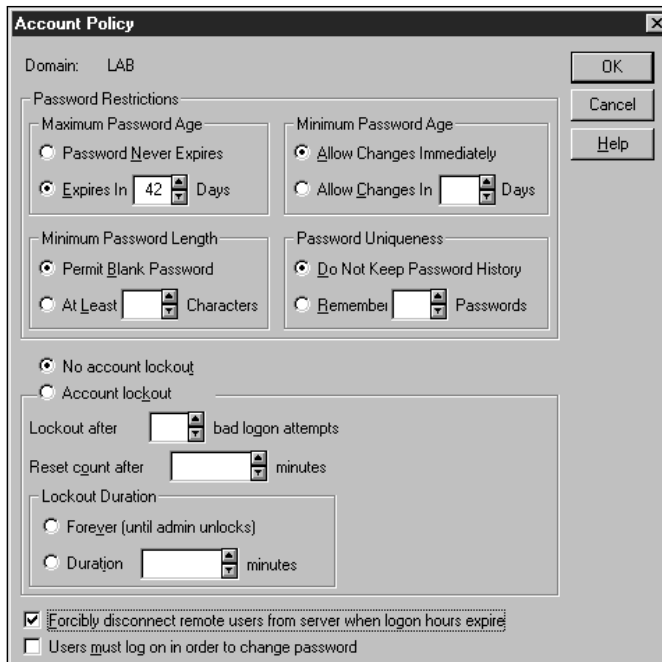 Account Policy
Domain: LAB
OK
Cancel
Help
Password Restrictions
Maximum Password Age
Password Never Expires
Expires In 42 Days
Minimum Password Age
Allow Changes Immediately
Allow Changes In Days
Minimum Password Length
Permit Blank Password
At Least Characters
Password Uniqueness
Do Not Keep Password History
Remember Passwords
No account lockout
Account lockout
Lockout after bad logon attempts
Reset count after minutes
Lockout Duration
Forever (until admin unlocks)
Duration minutes
Forcibly disconnect remote users from server when logon hours expire
Users must log on in order to change password